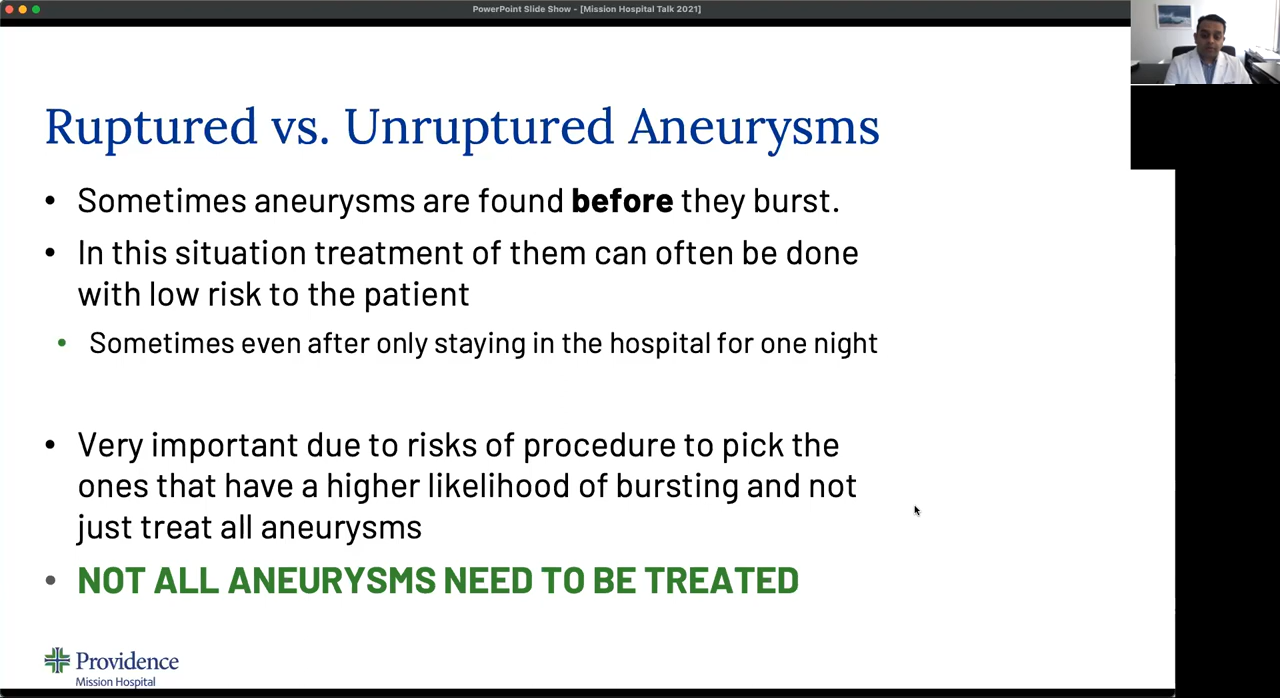 PowerPoint Slide Show - [Mission Hospital Talk 2021]
Ruptured vs. Unruptured Aneurysms
• Sometimes aneurysms are found before they burst.
• In this situation treatment of them can often be done
with low risk to the patient
• Sometimes even after only staying in the hospital for one night
• Very important due to risks of procedure to pick the
ones that have a higher likelihood of bursting and not
just treat all aneurysms
• NOT ALL ANEURYSMS NEED TO BE TREATED
Providence
Mission Hospital